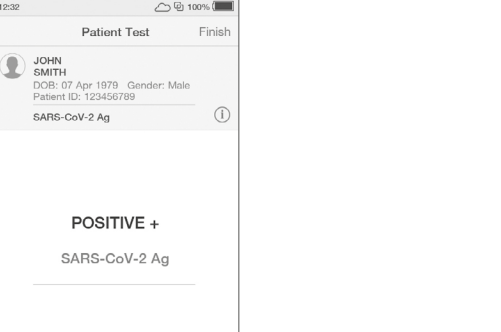 12:32 100%
Patient Test Finish
JOHN
SMITH
DOB: 07 Apr 1979 Gender: Male
Patient ID: 123456789
SARS-CoV-2 Ag
POSITIVE +
SARS-CoV-2 Ag